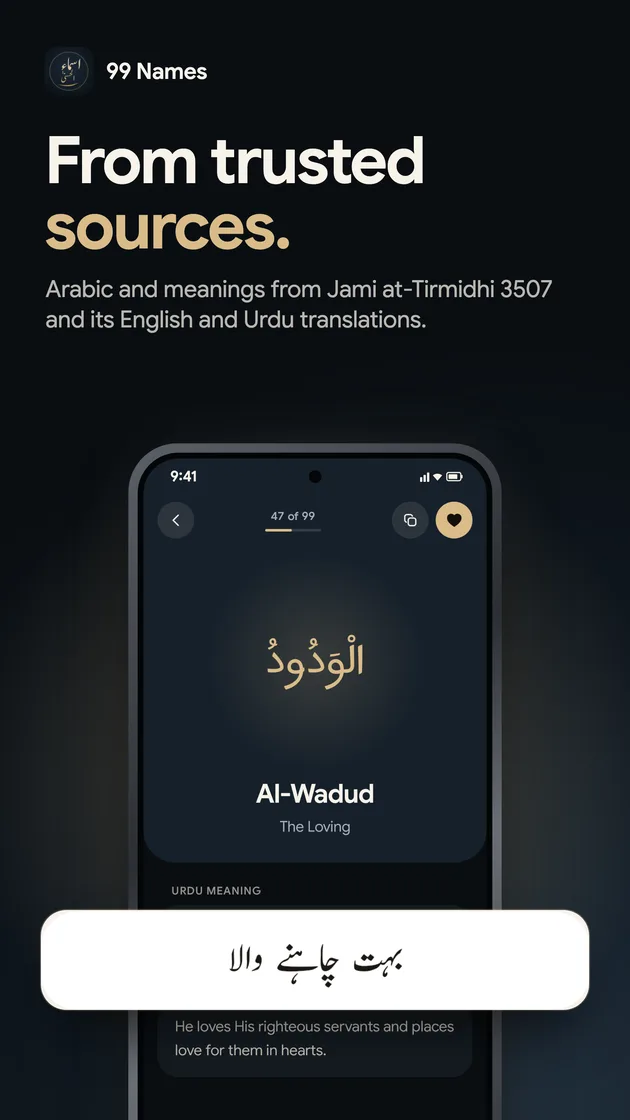 99 Names
From trusted
sources.
Arabic and meanings from Jami at-Tirmidhi 3507
and its English and Urdu translations.
9:41
47 of 99
الْوَدُودُ
Al-Wadud
The Loving
URDU MEANING
بہت چاہنے والا
He loves His righteous servants and places
love for them in hearts.